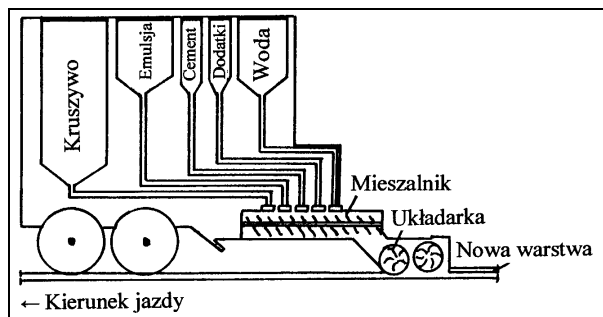 Kruszywo
Emulsja
Cement
Dodatki
Woda
Mieszalnik
Układarka
Nowa warstwa
← Kierunek jazdy